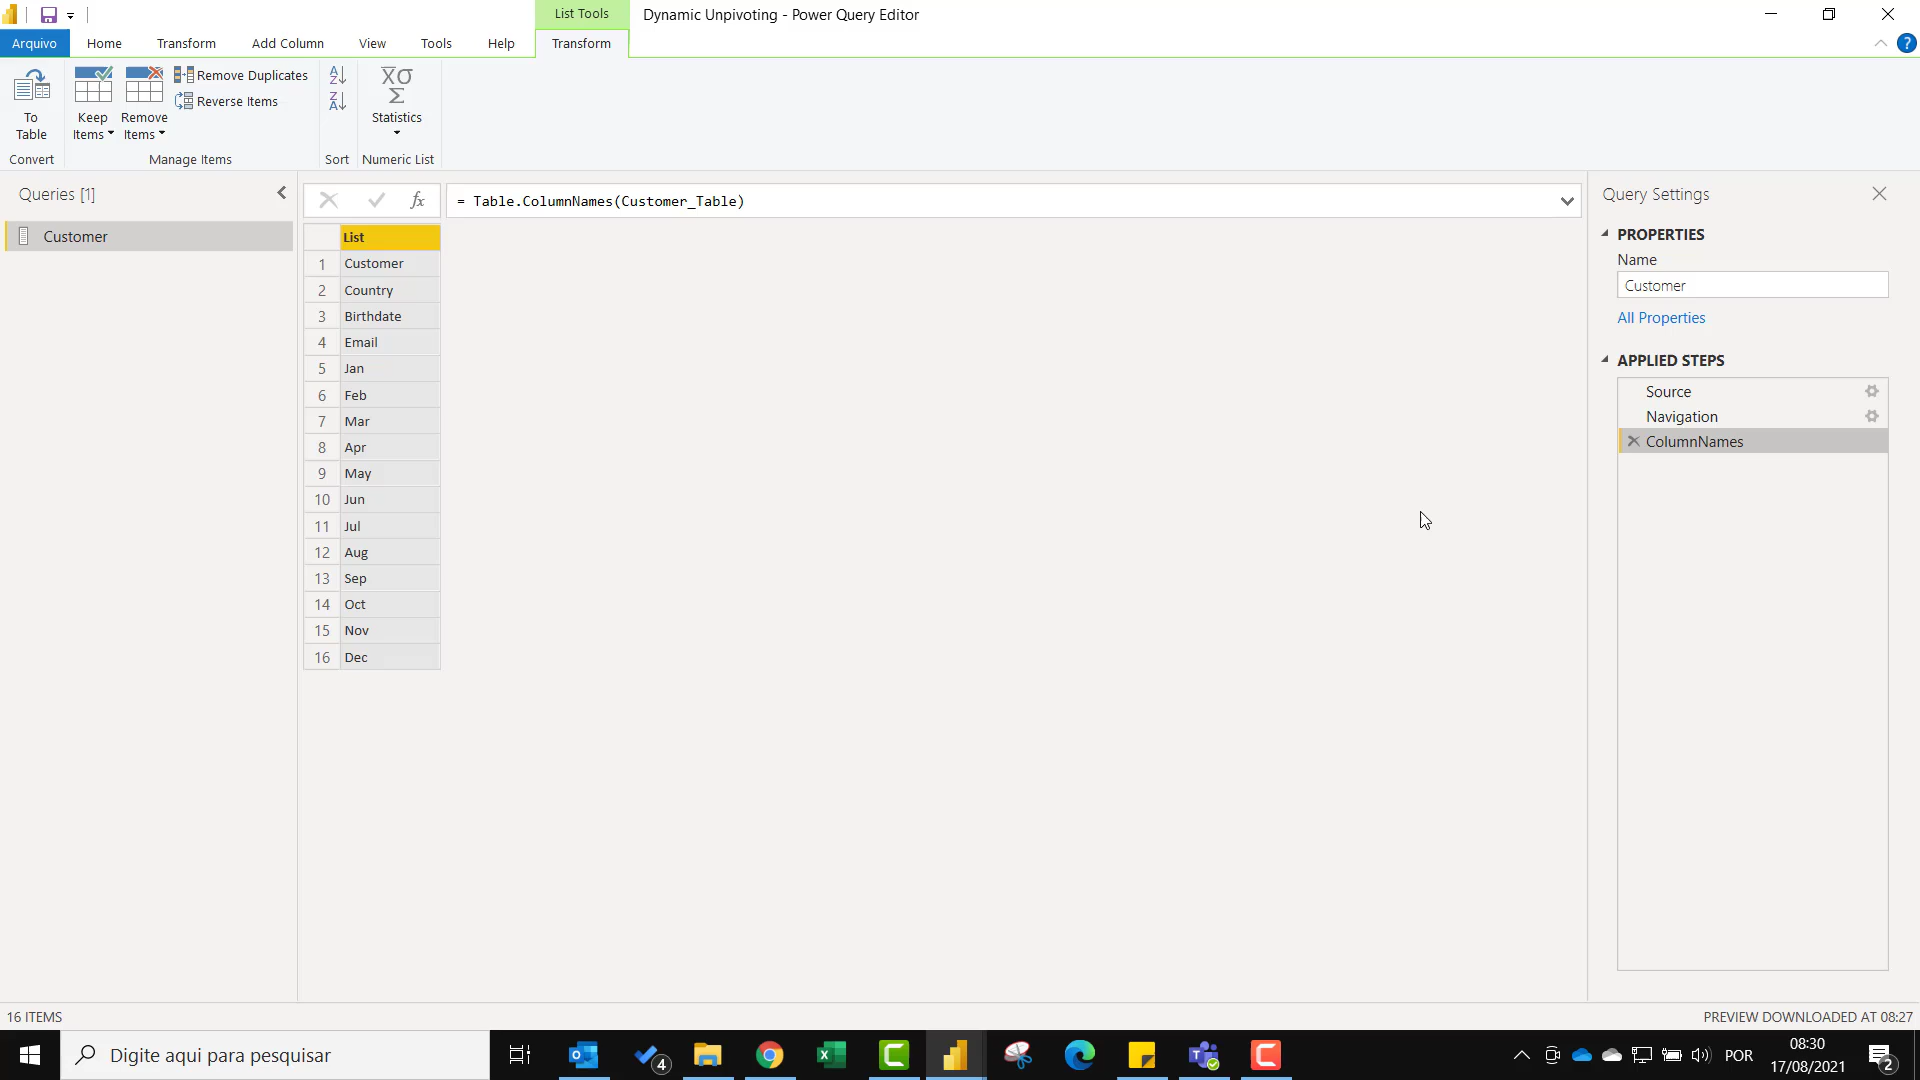 List Tools
Dynamic Unpivoting - Power Query Editor
Arquivo
Home
Transform
Add Column
View
Tools
Help
Transform
To Table
Keep Items
Remove Items
Remove Duplicates
Reverse Items
Statistics
Convert
Manage Items
Sort
Numeric List
Queries [1]
= Table.ColumnNames(Customer_Table)
Query Settings
Customer
List
1 Customer
2 Country
3 Birthdate
4 Email
5 Jan
6 Feb
7 Mar
8 Apr
9 May
10 Jun
11 Jul
12 Aug
13 Sep
14 Oct
15 Nov
16 Dec
PROPERTIES
Name
Customer
All Properties
APPLIED STEPS
Source
Navigation
ColumnNames
16 ITEMS
PREVIEW DOWNLOADED AT 08:27
Digite aqui para pesquisar
4
POR
08:30
17/08/2021
2